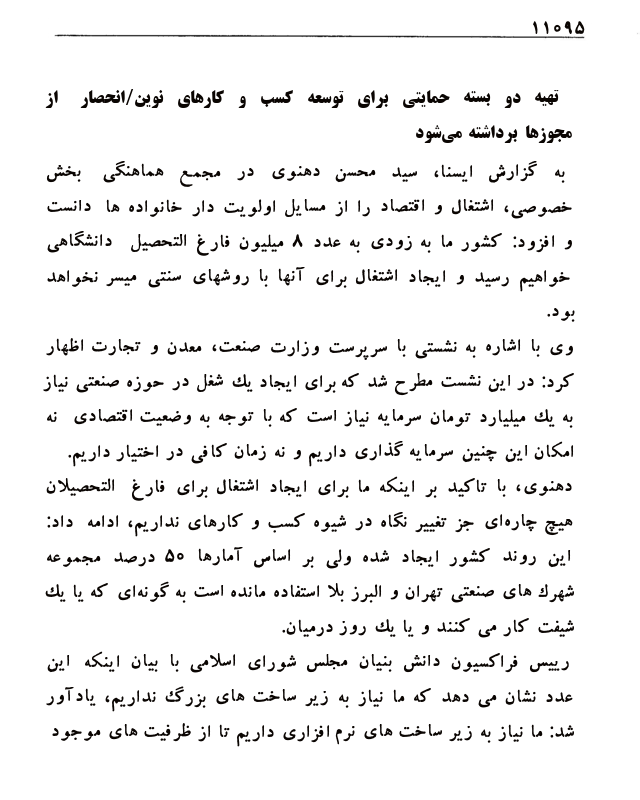 ۱۱۰۹۵
تهیه دو بسته حمایتی برای توسعه کسب و کارهای نوین/انحصار از
مجوزها برداشته می‌شود
به گزارش ایسنا، سید محسن دهنوی در مجمع هماهنگی بخش
خصوصی، اشتغال و اقتصاد را از مسایل اولویت دار خانواده ها دانست
و افزود: کشور ما به زودی به عدد ۸ میلیون فارغ التحصیل دانشگاهی
خواهیم رسید و ایجاد اشتغال برای آنها با روشهای سنتی میسر نخواهد
بود.
وی با اشاره به نشستی با سرپرست وزارت صنعت، معدن و تجارت اظهار
کرد: در این نشست مطرح شد که برای ایجاد یك شغل در حوزه صنعتی نیاز
به یك میلیارد تومان سرمایه نیاز است که با توجه به وضعیت اقتصادی نه
امکان این چنین سرمایه گذاری داریم و نه زمان کافی در اختیار داریم.
دهنوی، با تاکید بر اینکه ما برای ایجاد اشتغال برای فارغ التحصیلان
هیچ چاره‌ای جز تغییر نگاه در شیوه کسب و کارهای نداریم، ادامه داد:
این روند کشور ایجاد شده ولی بر اساس آمارها ۵۰ درصد مجموعه
شهرك های صنعتی تهران و البرز بلا استفاده مانده است به گونه‌ای که یا یك
شیفت کار می کنند و یا یك روز درمیان.
رییس فراکسیون دانش بنیان مجلس شورای اسلامی با بیان اینکه این
عدد نشان می دهد که ما نیاز به زیر ساخت های بزرگ نداریم، یادآور
شد: ما نیاز به زیر ساخت های نرم افزاری داریم تا از ظرفیت های موجود